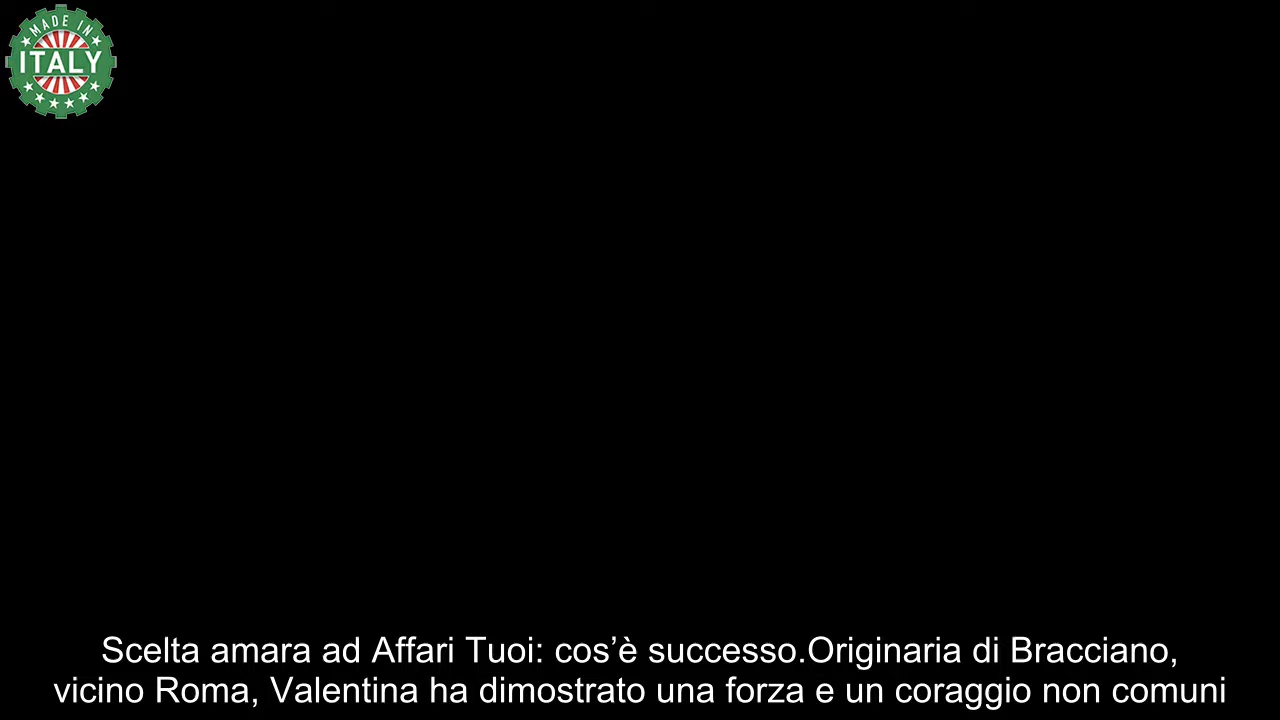 MADE IN
ITALY
Scelta amara ad Affari Tuoi: cos’è successo.Originaria di Bracciano,
vicino Roma, Valentina ha dimostrato una forza e un coraggio non comuni